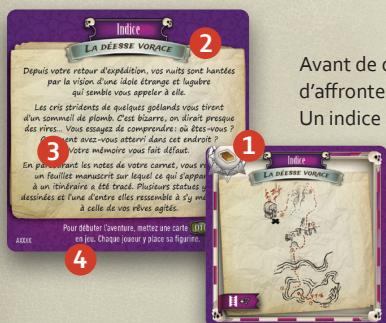 Indice
LA DÉESSE VORACE
2
Depuis votre retour d'expédition, vos nuits sont hantées
par la vision d'une idole étrange et lugubre
qui semble vous appeler à elle.
Les cris stridents de quelques goélands vous tirent
d'un sommeil de plomb. C'est bizarre, on dirait presque
des rires... Vous essayez de comprendre: où êtes-vous ?
avez-vous atterri dans cet endroit ?
3
Votre mémoire vous fait défaut.
les notes de votre carnet, vous
un feuillet manuscrit sur lequel ce qui s'appar
à un itinéraire a été tracé. Plusieurs statues y
dessinées et l'une d'entre elles ressemble à s'y mé
à celle de vos rêves agités.
Pour débuter l'aventure, mettez une carte
en jeu. Chaque joueur y place sa figurine.
4
Avant de
d'affronte
Un indice
1
Indice
LA DÉESSE VORACE